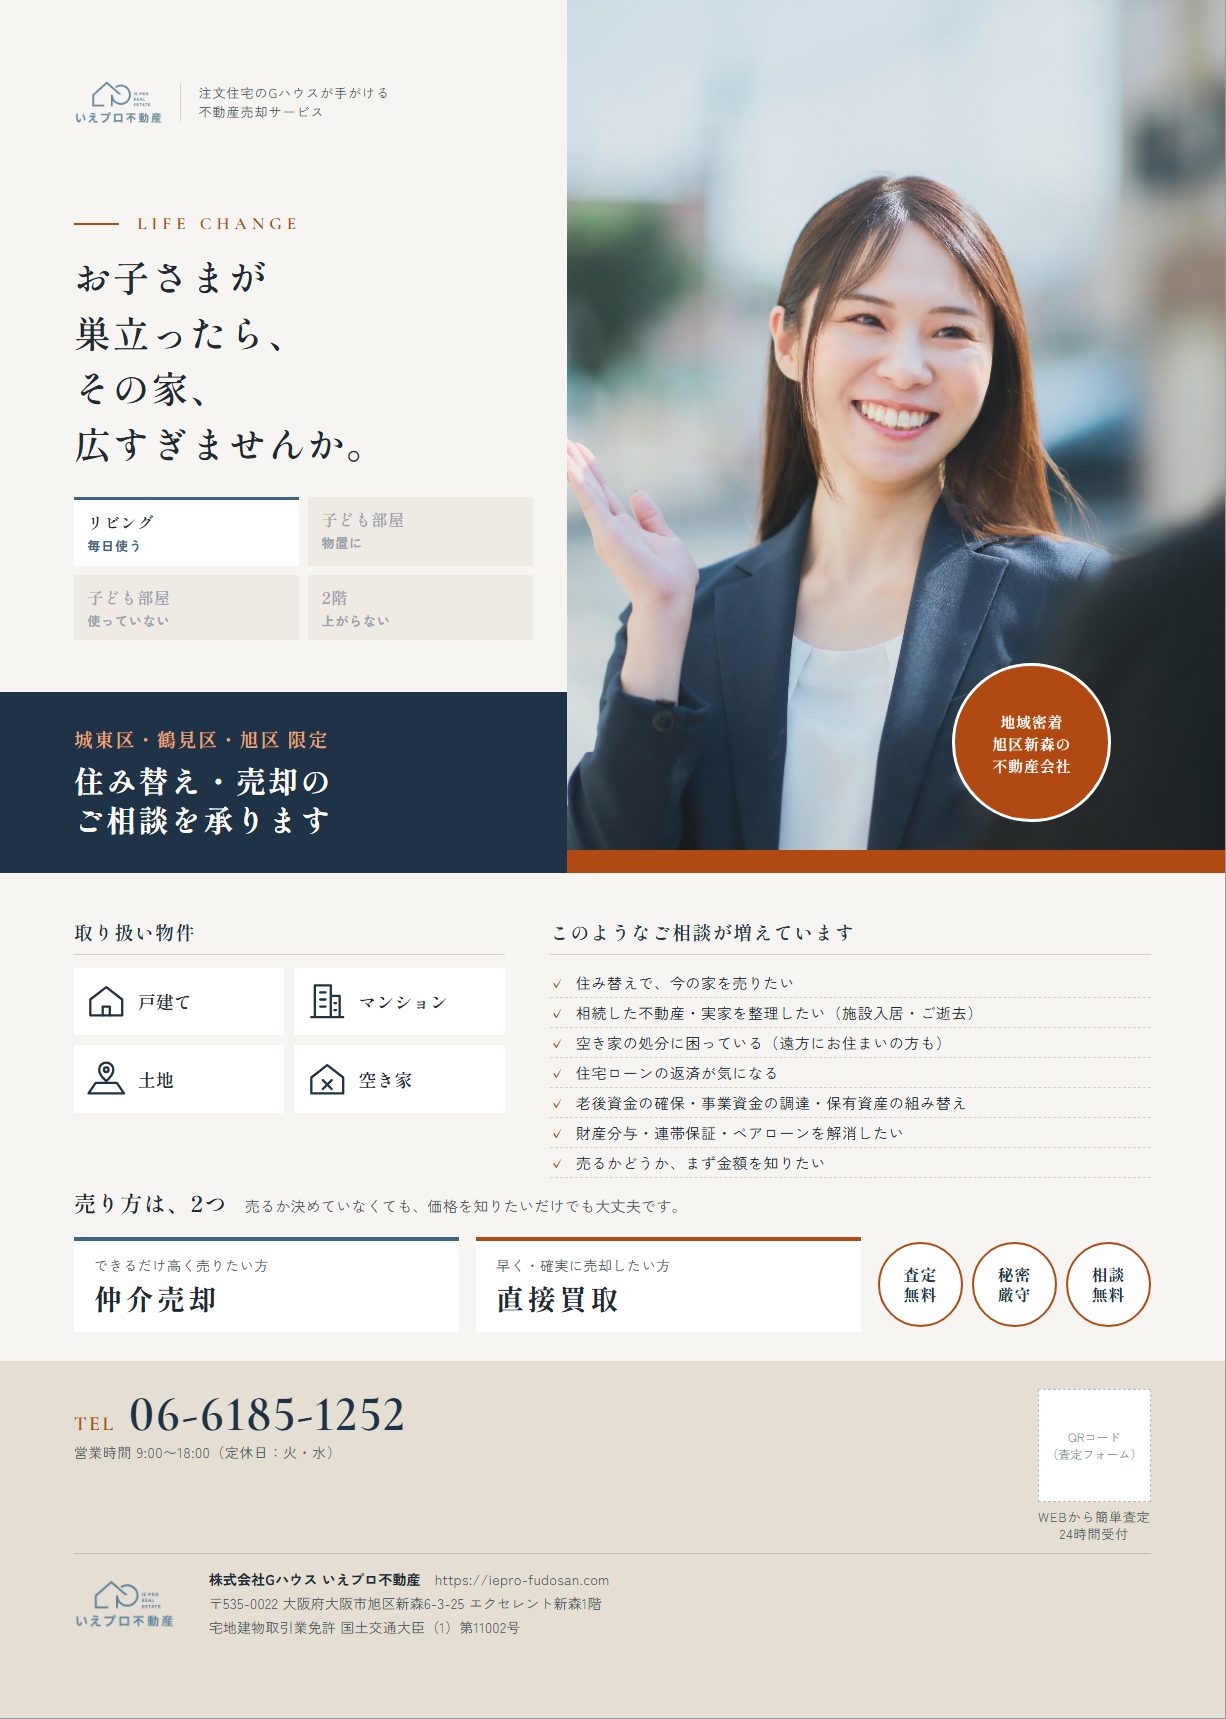 IE PRO
REAL
ESTATE
いえプロ不動産
注文住宅のGハウスが手がける
不動産売却サービス
LIFE CHANGE
お子さまが
巣立ったら、
その家、
広すぎませんか。
リビング
毎日使う
子ども部屋
物置に
子ども部屋
使っていない
2階
上がらない
地域密着
旭区新森の
不動産会社
城東区・鶴見区・旭区 限定
住み替え・売却の
ご相談を承ります
取り扱い物件
戸建て
マンション
土地
空き家
このようなご相談が増えています
✓ 住み替えで、今の家を売りたい
✓ 相続した不動産・実家を整理したい（施設入居・ご逝去）
✓ 空き家の処分に困っている（遠方にお住まいの方も）
✓ 住宅ローンの返済が気になる
✓ 老後資金の確保・事業資金の調達・保有資産の組み替え
✓ 財産分与・連帯保証・ペアローンを解消したい
✓ 売るかどうか、まず金額を知りたい
売り方は、2つ 売るか決めていなくても、価格を知りたいだけでも大丈夫です。
できるだけ高く売りたい方
仲介売却
早く・確実に売却したい方
直接買取
査定
無料
秘密
厳守
相談
無料
TEL 06-6185-1252
営業時間 9:00〜18:00（定休日：火・水）
QRコード
（査定フォーム）
WEBから簡単査定
24時間受付
IE PRO
REAL
ESTATE
いえプロ不動産
株式会社Gハウス いえプロ不動産 https://iepro-fudosan.com
〒535-0022 大阪府大阪市旭区新森6-3-25 エクセレント新森1階
宅地建物取引業免許 国土交通大臣（1）第11002号